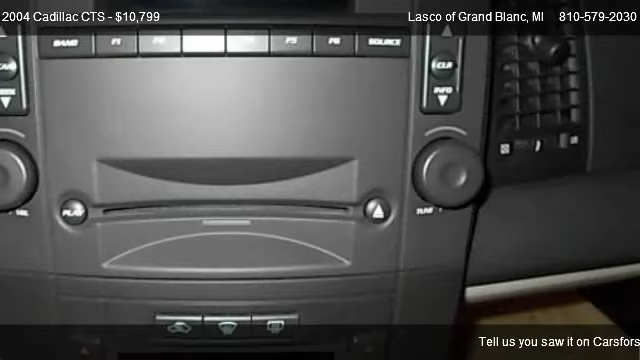 2004 Cadillac CTS - $10,799 Lasco of Grand Blanc, MI 810-579-2030
BAND F1 F2 F5 F6 SOURCE
CLR
INFO
PLAY
TUNE
Tell us you saw it on Carsfors